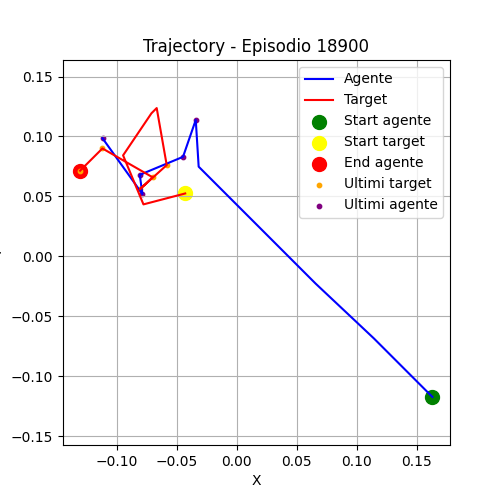 Trajectory - Episodio 18900
Agente
Target
Start agente
Start target
End agente
Ultimi target
Ultimi agente
0.15
0.10
0.05
0.00
−0.05
−0.10
−0.15
−0.10
−0.05
0.00
0.05
0.10
0.15
X